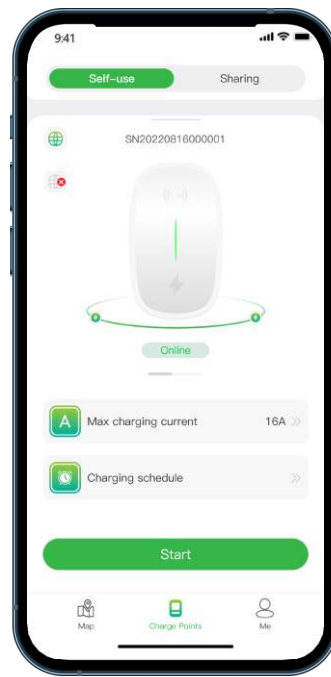 9:41
Self-use
Sharing
SN20220816000001
Online
A
Max charging current
16A
Charging schedule
Start
Map
Charge Points
Me